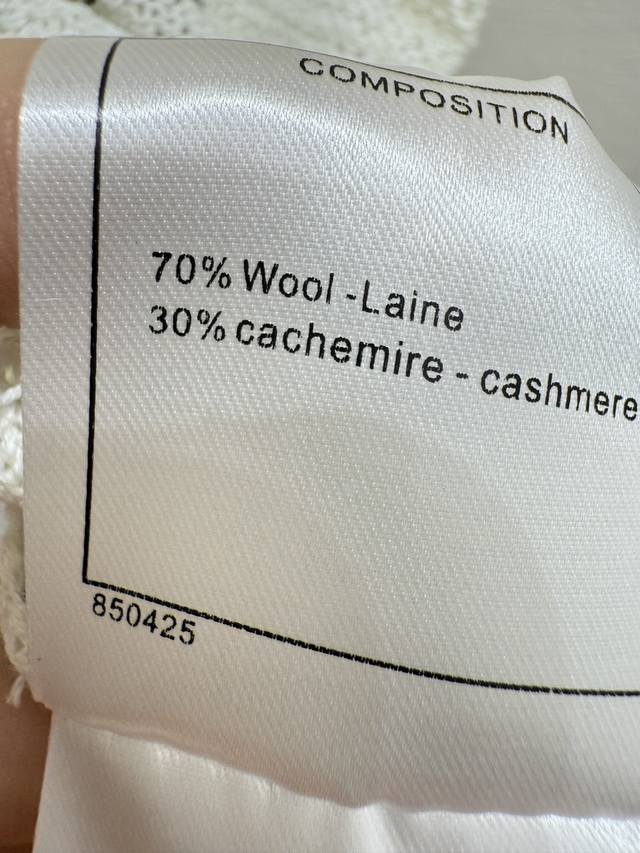 COMPOSITION
70% Wool -Laine
30% cachemire - cashmere
850425